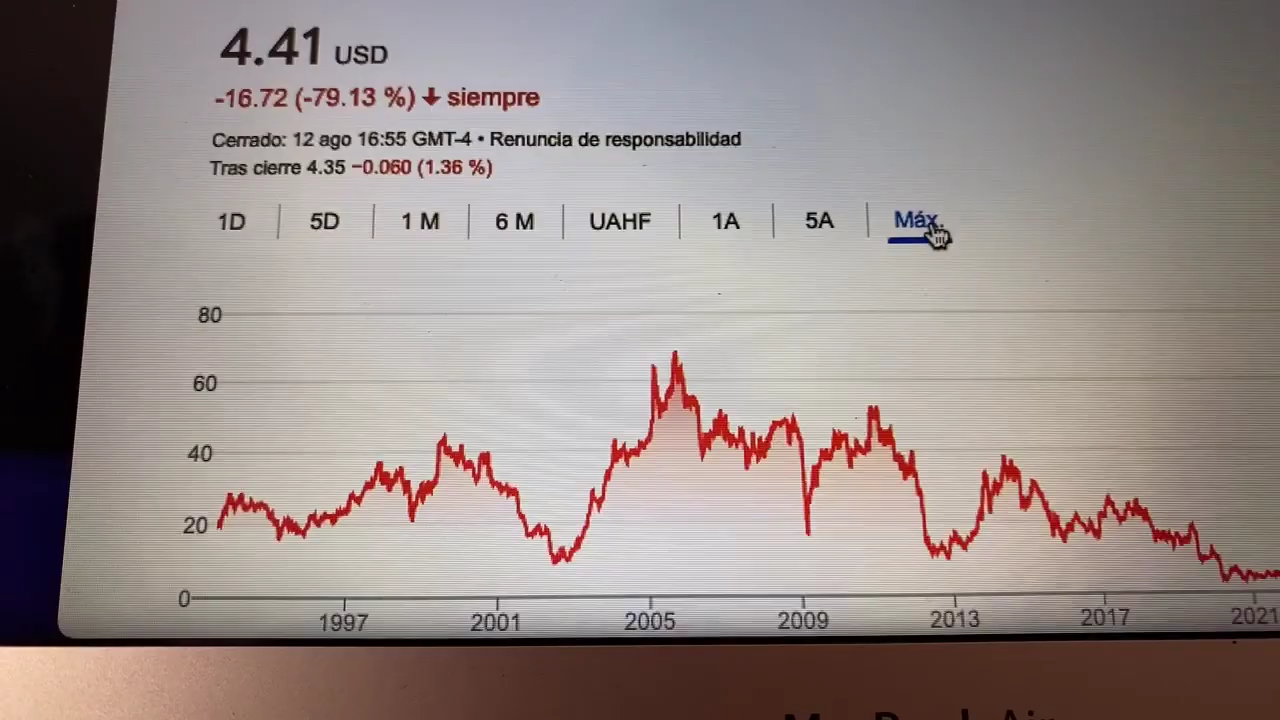 4.41 USD
-16.72 (-79.13 %) ↓ siempre
Cerrado: 12 ago 16:55 GMT-4 • Renuncia de responsabilidad
Tras cierre 4.35 −0.060 (1.36 %)
1D 5D 1 M 6 M UAHF 1A 5A Máx.
80
60
40
20
0
1997 2001 2005 2009 2013 2017 2021